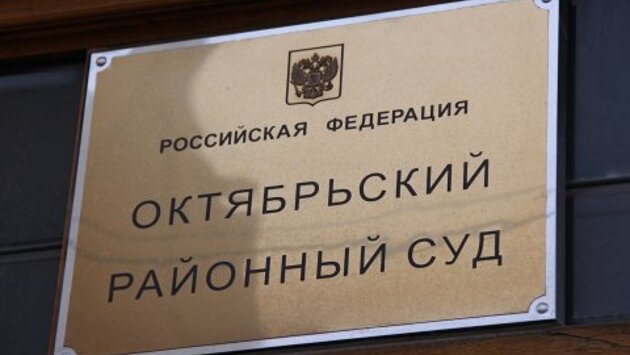 РОССИЙСКАЯ ФЕДЕРАЦИЯ
ОКТЯБРЬСКИЙ
РАЙОННЫЙ СУД